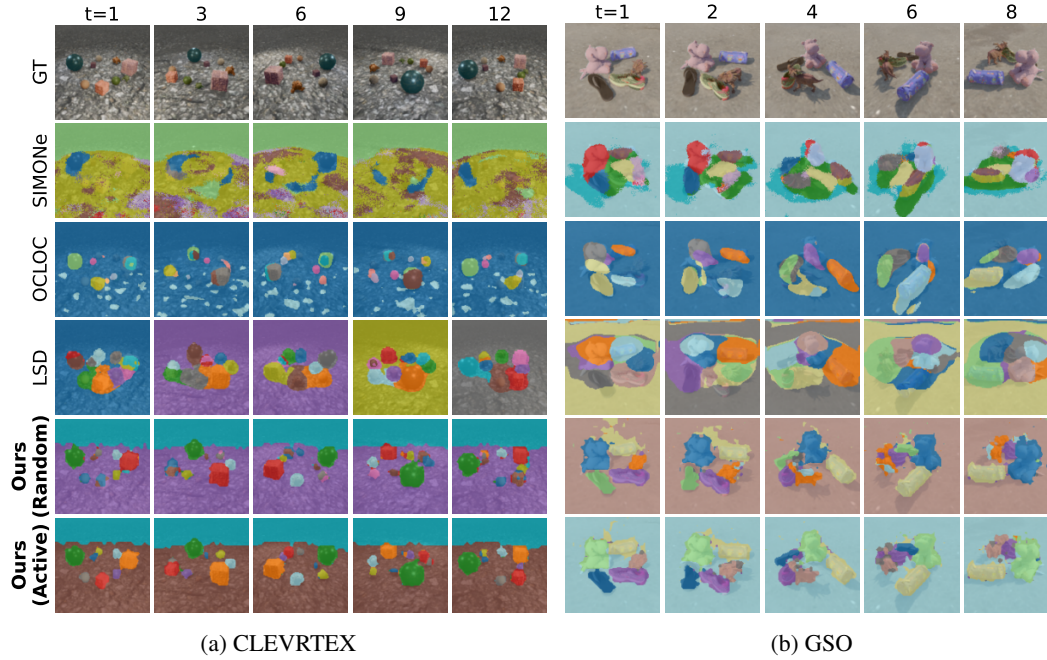 t=1 3 6 9 12 t=1 2 4 6 8
GT
SIMONe
OCLOC
LSD
Ours
(Random)
Ours
(Active)
(a) CLEVRTEX (b) GSO